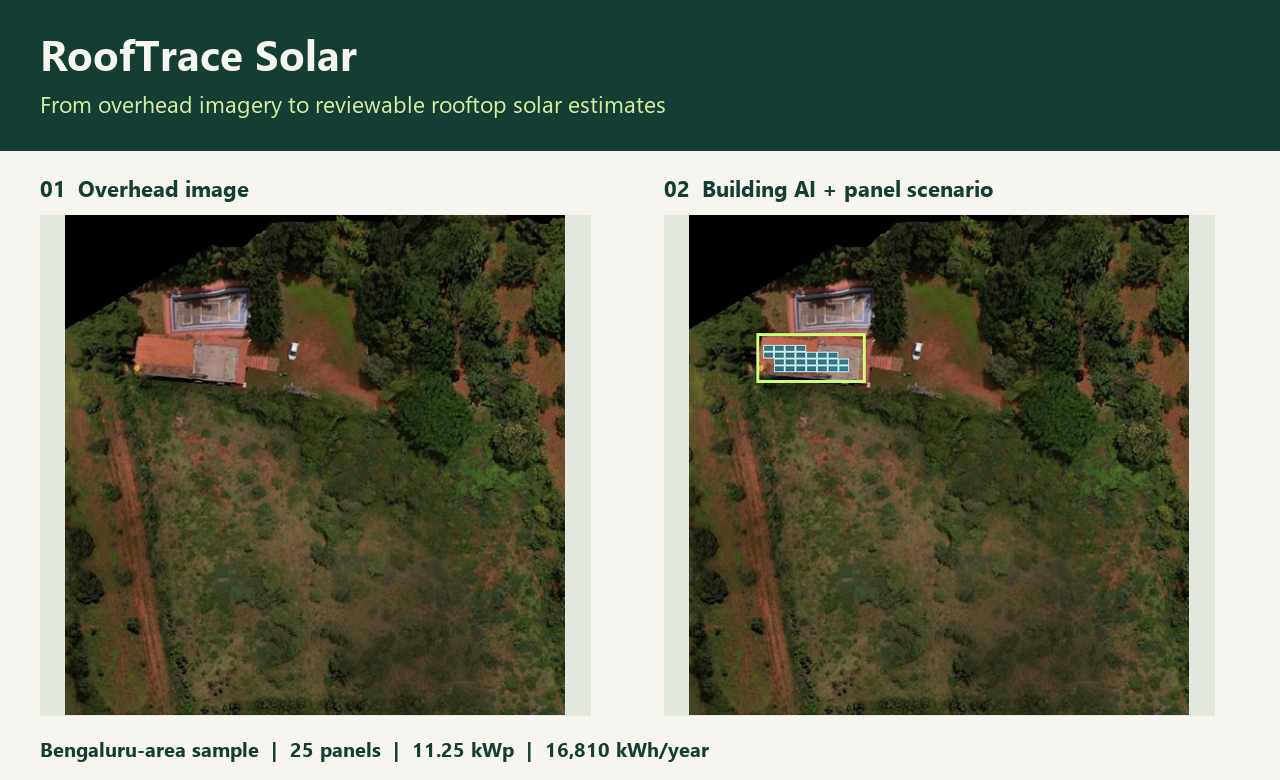 RoofTrace Solar
From overhead imagery to reviewable rooftop solar estimates
01 Overhead image
02 Building AI + panel scenario
Bengaluru-area sample | 25 panels | 11.25 kWp | 16,810 kWh/year